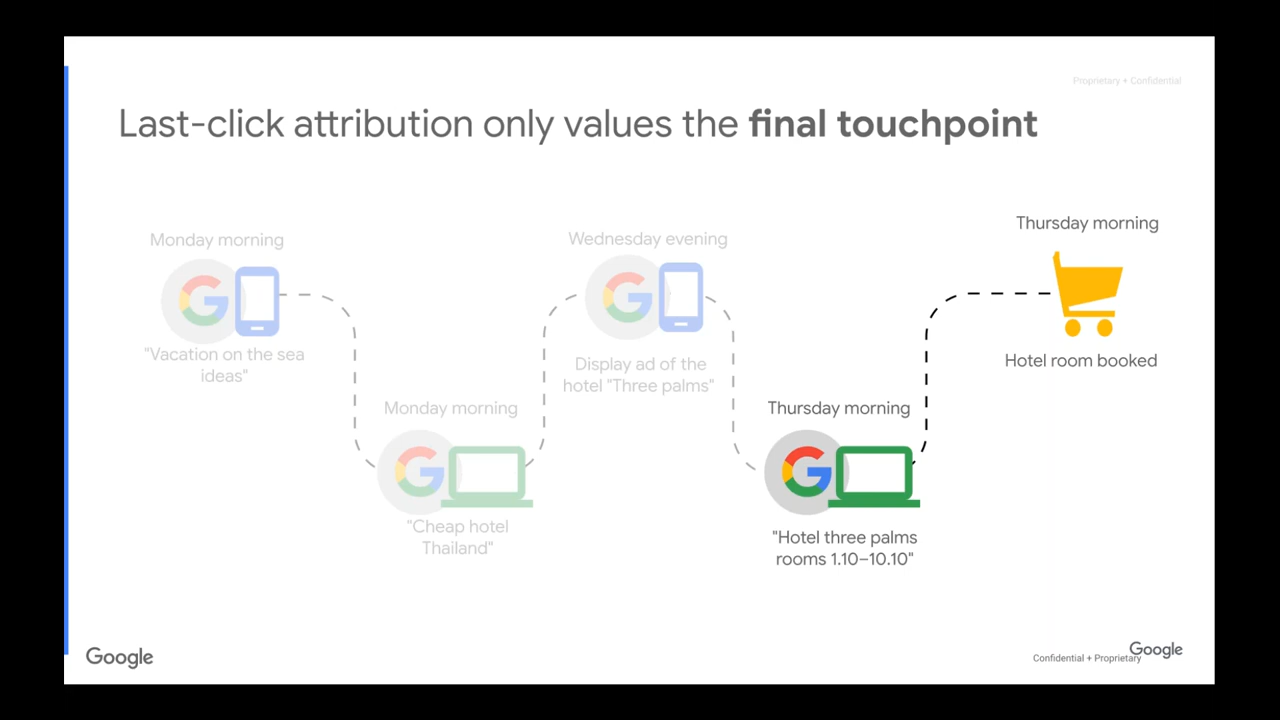 Proprietary + Confidential
Last-click attribution only values the final touchpoint
Monday morning
"Vacation on the sea
ideas"
Monday morning
"Cheap hotel
Thailand"
Wednesday evening
Display ad of the
hotel "Three palms"
Thursday morning
"Hotel three palms
rooms 1.10–10.10"
Thursday morning
Hotel room booked
Google
Confidential + Proprietary
Google